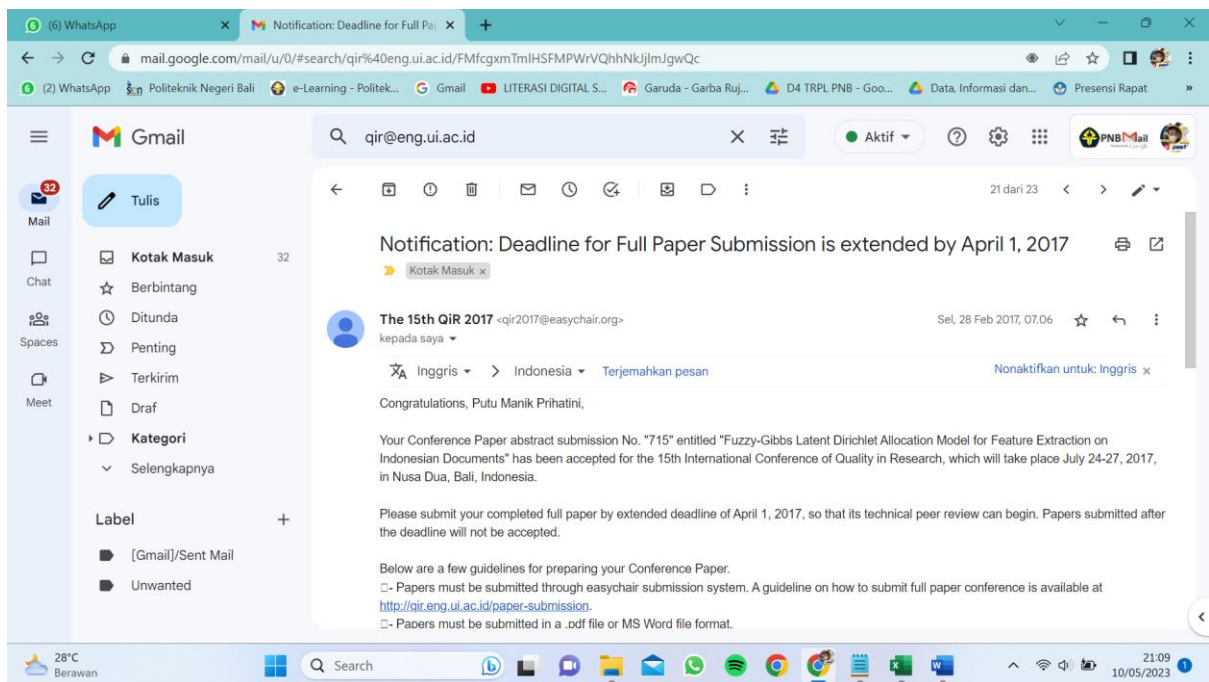 (6) WhatsApp
Notification: Deadline for Full Pap
mail.google.com/mail/u/0/#search/qir%40eng.ui.ac.id/FMfcgxmTmlHSFMPWrVQhhNkJjlmJgwQc
(2) WhatsApp Politeknik Negeri Bali e-Learning - Politek... Gmail LITERASI DIGITAL S... Garuda - Garba Ruj... D4 TRPL PNB - Goo... Data, Informasi dan... Presensi Rapat »
Gmail
qir@eng.ui.ac.id
Aktif
PNBMail
32
Mail
Chat
Spaces
Meet
Tulis
Kotak Masuk 32
Berbintang
Ditunda
Penting
Terkirim
Draf
Kategori
Selengkapnya
Label +
[Gmail]/Sent Mail
Unwanted
21 dari 23
Notification: Deadline for Full Paper Submission is extended by April 1, 2017
Kotak Masuk x
The 15th QiR 2017 <qir2017@easychair.org>
Sel, 28 Feb 2017, 07.06
kepada saya
Inggris > Indonesia Terjemahkan pesan
Nonaktifkan untuk: Inggris x
Congratulations, Putu Manik Prihatini,
Your Conference Paper abstract submission No. "715" entitled "Fuzzy-Gibbs Latent Dirichlet Allocation Model for Feature Extraction on
Indonesian Documents" has been accepted for the 15th International Conference of Quality in Research, which will take place July 24-27, 2017,
in Nusa Dua, Bali, Indonesia.
Please submit your completed full paper by extended deadline of April 1, 2017, so that its technical peer review can begin. Papers submitted after
the deadline will not be accepted.
Below are a few guidelines for preparing your Conference Paper.
□- Papers must be submitted through easychair submission system. A guideline on how to submit full paper conference is available at
http://qir.eng.ui.ac.id/paper-submission.
□- Papers must be submitted in a .pdf file or MS Word file format.
28°C
Berawan
Search
21:09
10/05/2023
1